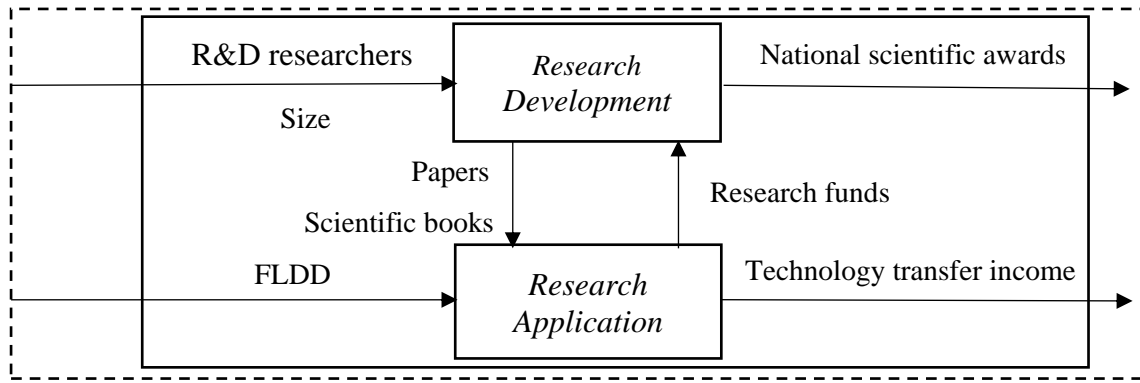 R&D researchers
Size
Research
Development
National scientific awards
Papers
Scientific books
Research funds
FLDD
Research
Application
Technology transfer income